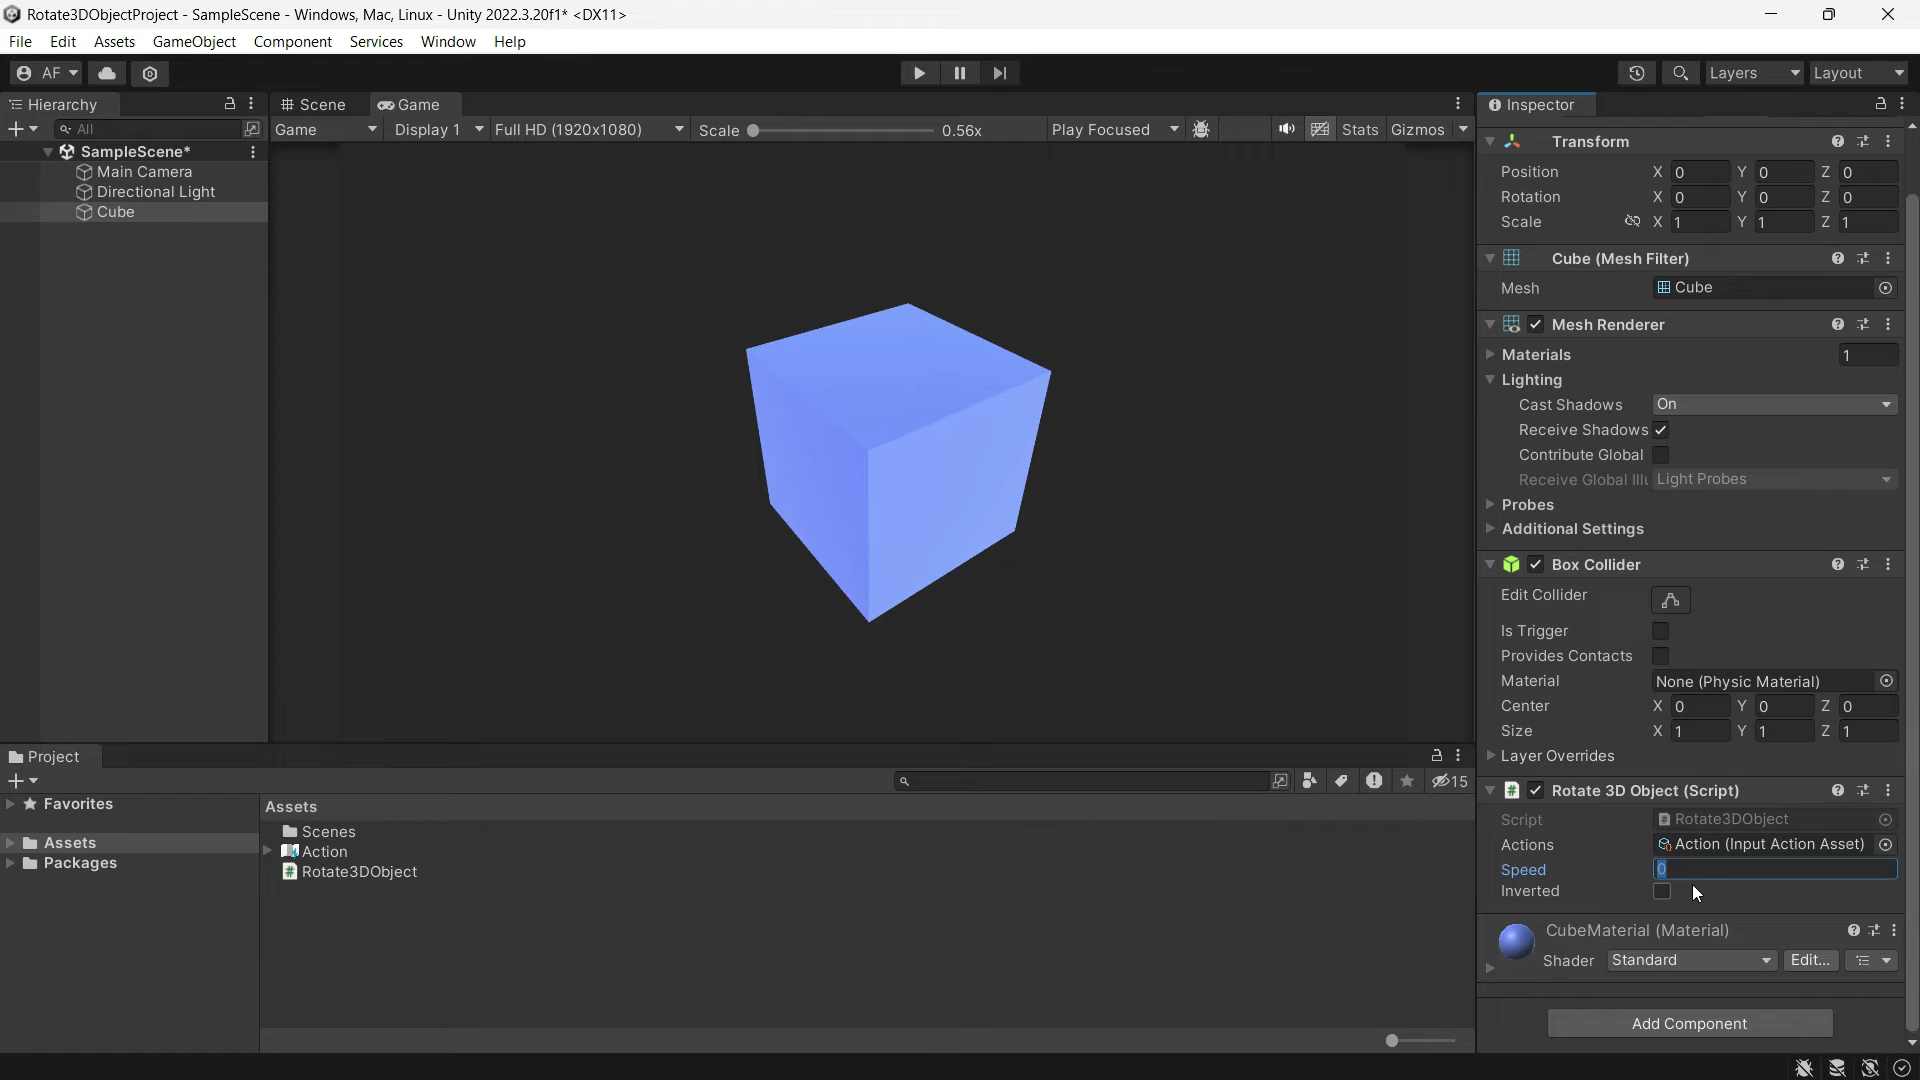 Rotate3DObjectProject - SampleScene - Windows, Mac, Linux - Unity 2022.3.20f1* <DX11>
File Edit Assets GameObject Component Services Window Help
AF Layers Layout
Hierarchy
All
SampleScene*
Main Camera
Directional Light
Cube
Scene Game
Game Display 1 Full HD (1920x1080) Scale 0.56x Play Focused Stats Gizmos
Inspector
Transform
Position X 0 Y 0 Z 0
Rotation X 0 Y 0 Z 0
Scale X 1 Y 1 Z 1
Cube (Mesh Filter)
Mesh Cube
Mesh Renderer
Materials 1
Lighting
Cast Shadows On
Receive Shadows
Contribute Global
Receive Global Illu Light Probes
Probes
Additional Settings
Box Collider
Edit Collider
Is Trigger
Provides Contacts
Material None (Physic Material)
Center X 0 Y 0 Z 0
Size X 1 Y 1 Z 1
Layer Overrides
Rotate 3D Object (Script)
Script Rotate3DObject
Actions Action (Input Action Asset)
Speed 0
Inverted
CubeMaterial (Material)
Shader Standard Edit...
Add Component
Project
15
Favorites
Assets
Packages
Assets
Scenes
Action
Rotate3DObject